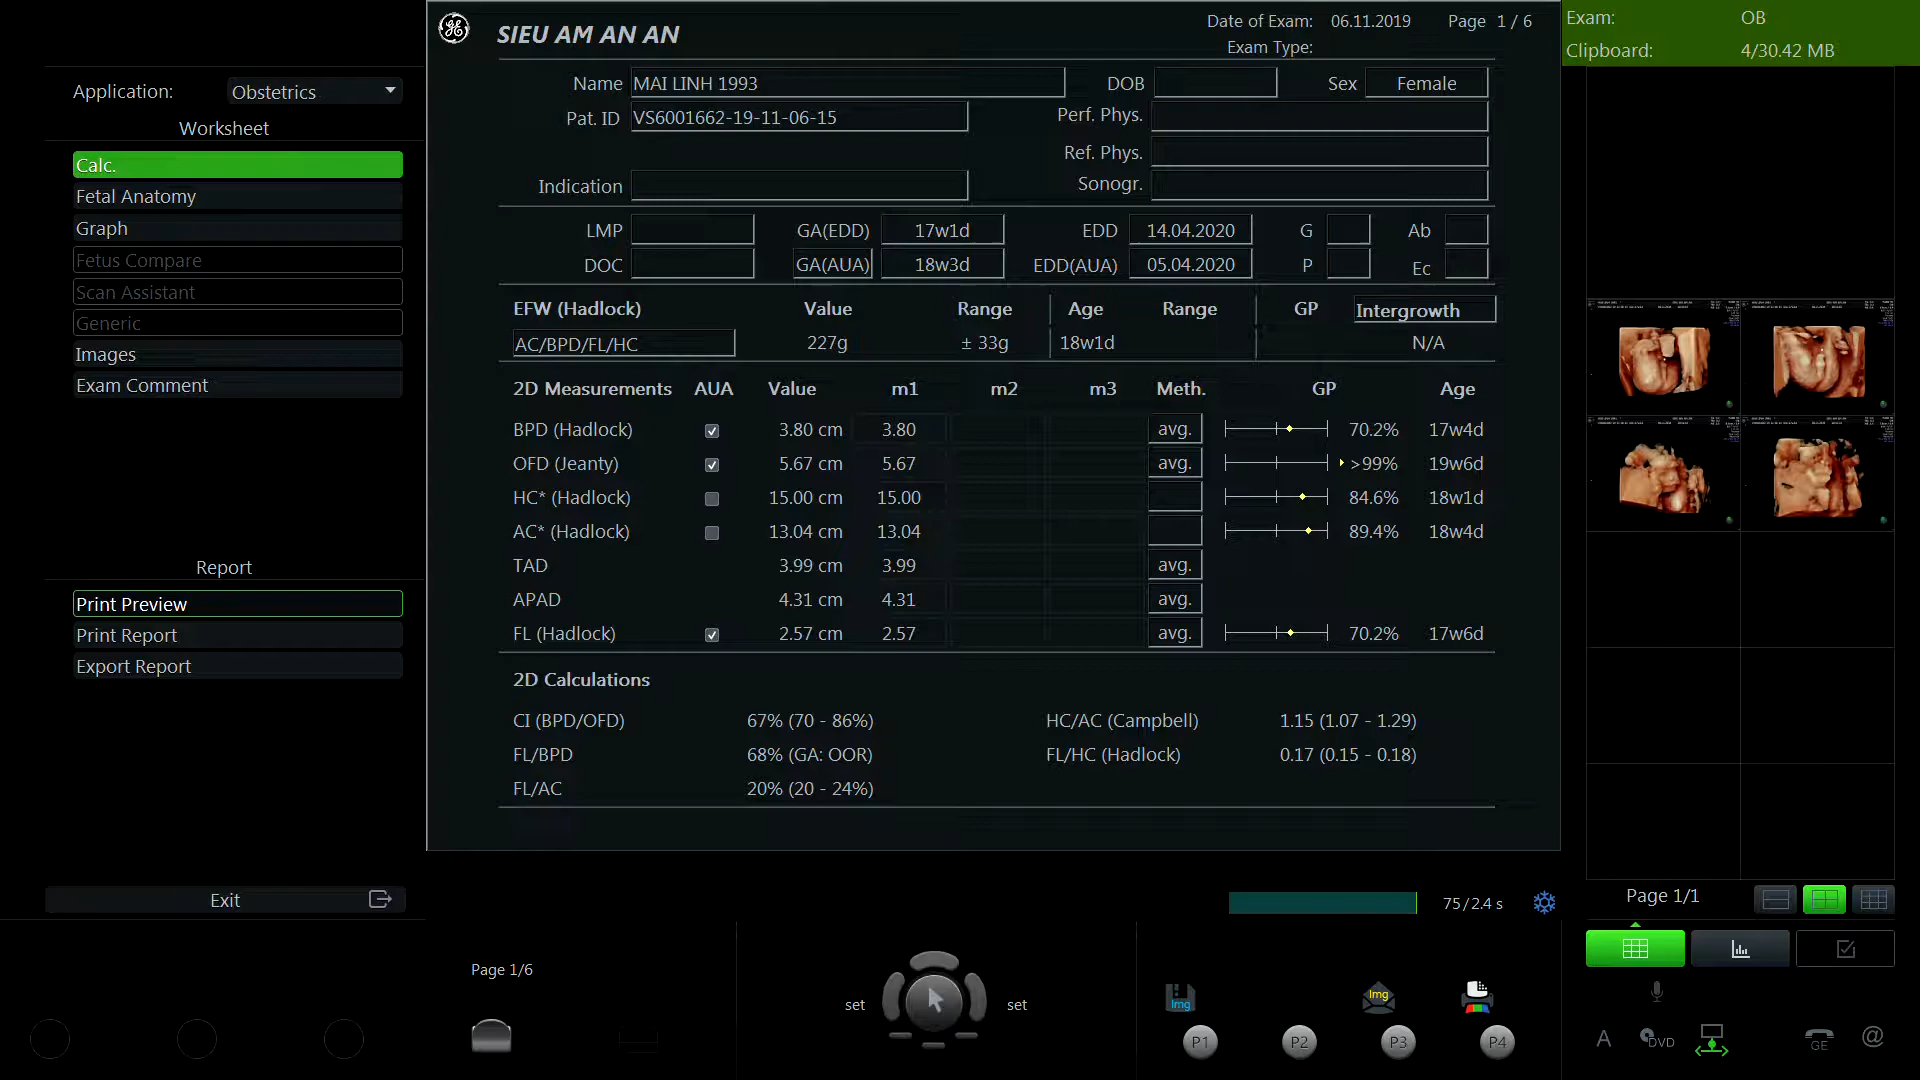 SIEU AM AN AN
Date of Exam: 06.11.2019 Page 1 / 6
Exam Type:
Exam: OB
Clipboard: 4/30.42 MB
Application: Obstetrics
Worksheet
Calc.
Fetal Anatomy
Graph
Fetus Compare
Scan Assistant
Generic
Images
Exam Comment
Report
Print Preview
Print Report
Export Report
Exit
Name MAI LINH 1993 DOB Sex Female
Pat. ID VS6001662-19-11-06-15 Perf. Phys.
Ref. Phys.
Indication Sonogr.
LMP GA(EDD) 17w1d EDD 14.04.2020 G Ab
DOC GA(AUA) 18w3d EDD(AUA) 05.04.2020 P Ec
EFW (Hadlock) Value Range Age Range GP Intergrowth
AC/BPD/FL/HC 227g ± 33g 18w1d N/A
2D Measurements AUA Value m1 m2 m3 Meth. GP Age
BPD (Hadlock) 3.80 cm 3.80 avg. 70.2% 17w4d
OFD (Jeanty) 5.67 cm 5.67 avg. >99% 19w6d
HC* (Hadlock) 15.00 cm 15.00 84.6% 18w1d
AC* (Hadlock) 13.04 cm 13.04 89.4% 18w4d
TAD 3.99 cm 3.99 avg.
APAD 4.31 cm 4.31 avg.
FL (Hadlock) 2.57 cm 2.57 avg. 70.2% 17w6d
2D Calculations
CI (BPD/OFD) 67% (70 - 86%) HC/AC (Campbell) 1.15 (1.07 - 1.29)
FL/BPD 68% (GA: OOR) FL/HC (Hadlock) 0.17 (0.15 - 0.18)
FL/AC 20% (20 - 24%)
75/2.4 s
Page 1/1
Page 1/6
set set
Img Img
P1 P2 P3 P4
A DVD GE @